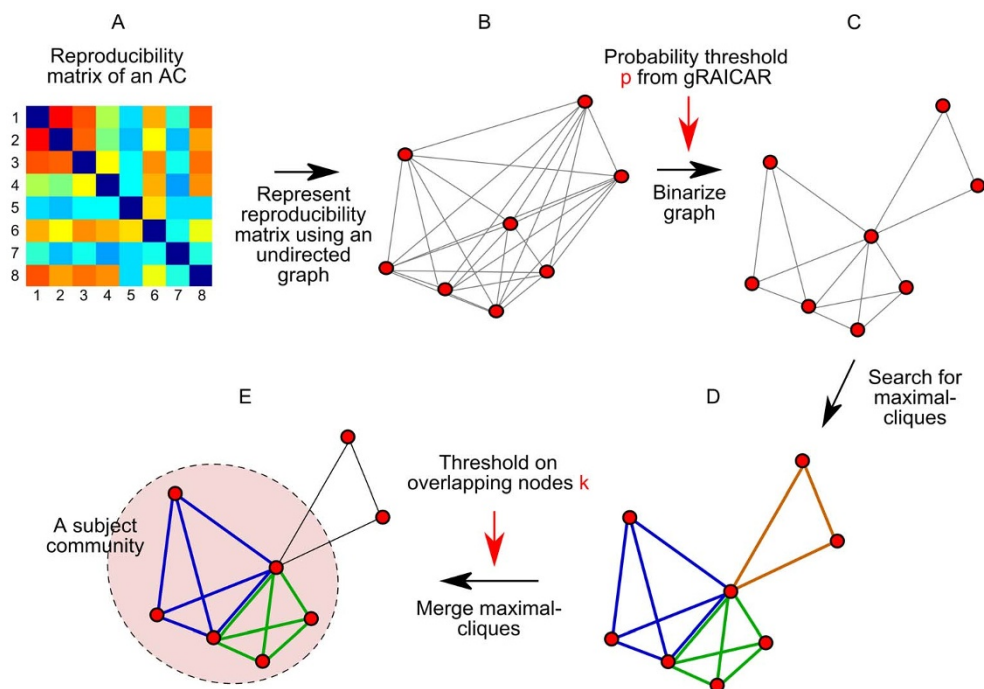 A
Reproducibility
matrix of an AC
1
2
3
4
5
6
7
8
1 2 3 4 5 6 7 8
Represent
reproducibility
matrix using an
undirected
graph
B
Probability threshold
p from gRAICAR
Binarize
graph
C
Search for
maximal-
cliques
D
Threshold on
overlapping nodes k
Merge maximal-
cliques
E
A subject
community